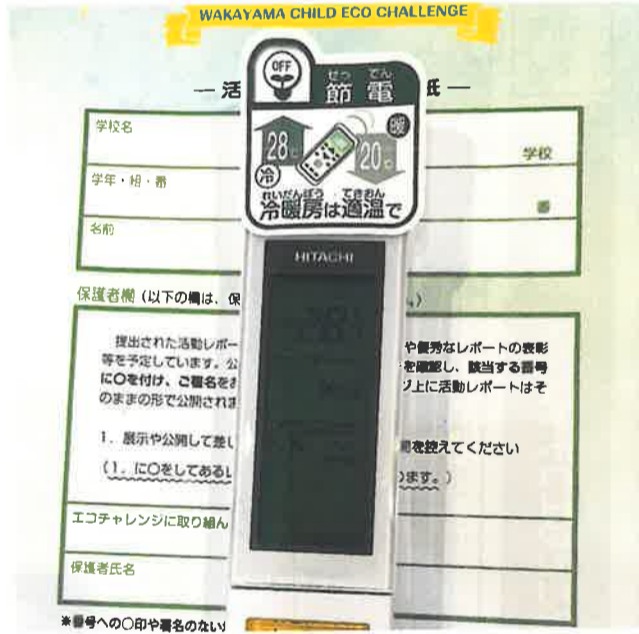 WAKAYAMA CHILD ECO CHALLENGE
活
紙
OFF
せつ でん
節電
28℃
20℃
冷
暖
れいだんぼう てきおん
冷暖房は適温で
学校名
学校
学年・組・番
番
名前
HITACHI
保護者欄(以下の欄は、保
提出された活動レポー
や優秀なレポートの表彰
等を予定しています。公
を確認し、該当する番号
に○を付け、ご署名をお
ジ上に活動レポートはそ
のままの形で公開されま
1. 展示や公開して差し
開を控えてください
(1. に○をしてあると
ります。)
エコチャレンジに取り組ん
保護者氏名
※番号への○印や署名のない